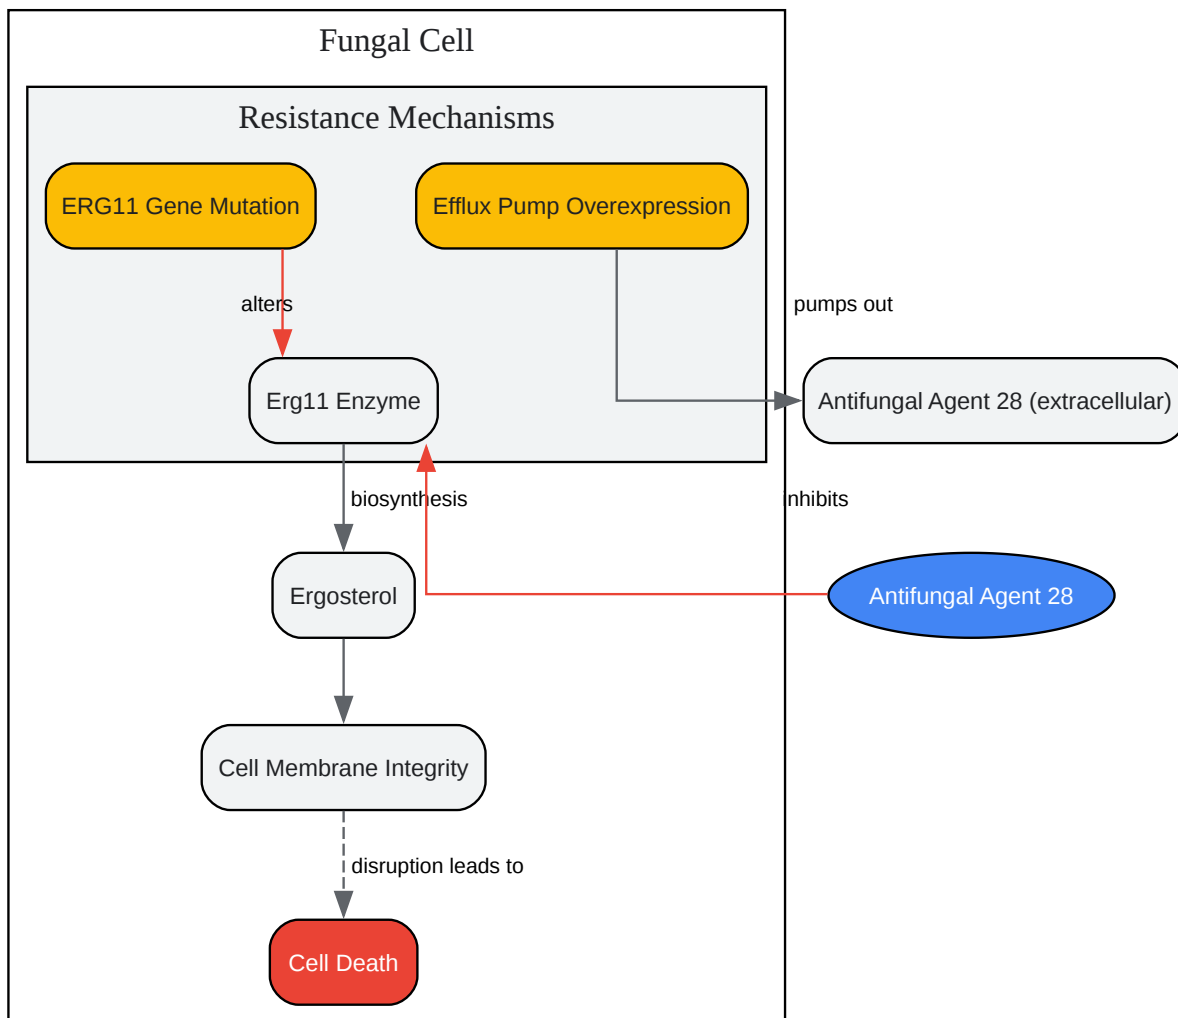 Fungal Cell
Resistance Mechanisms
ERG11 Gene Mutation
Efflux Pump Overexpression
alters
pumps out
Erg11 Enzyme
Antifungal Agent 28 (extracellular)
biosynthesis
inhibits
Ergosterol
Antifungal Agent 28
Cell Membrane Integrity
disruption leads to
Cell Death